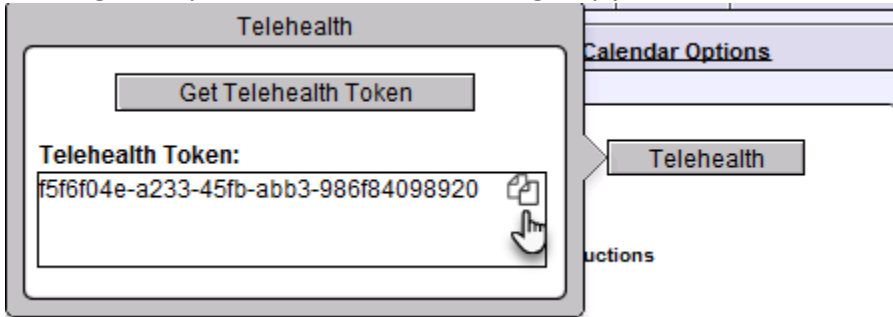 Telehealth
Get Telehealth Token
Telehealth Token:
f5f6f04e-a233-45fb-abb3-986f84098920
Calendar Options
Telehealth
uctions